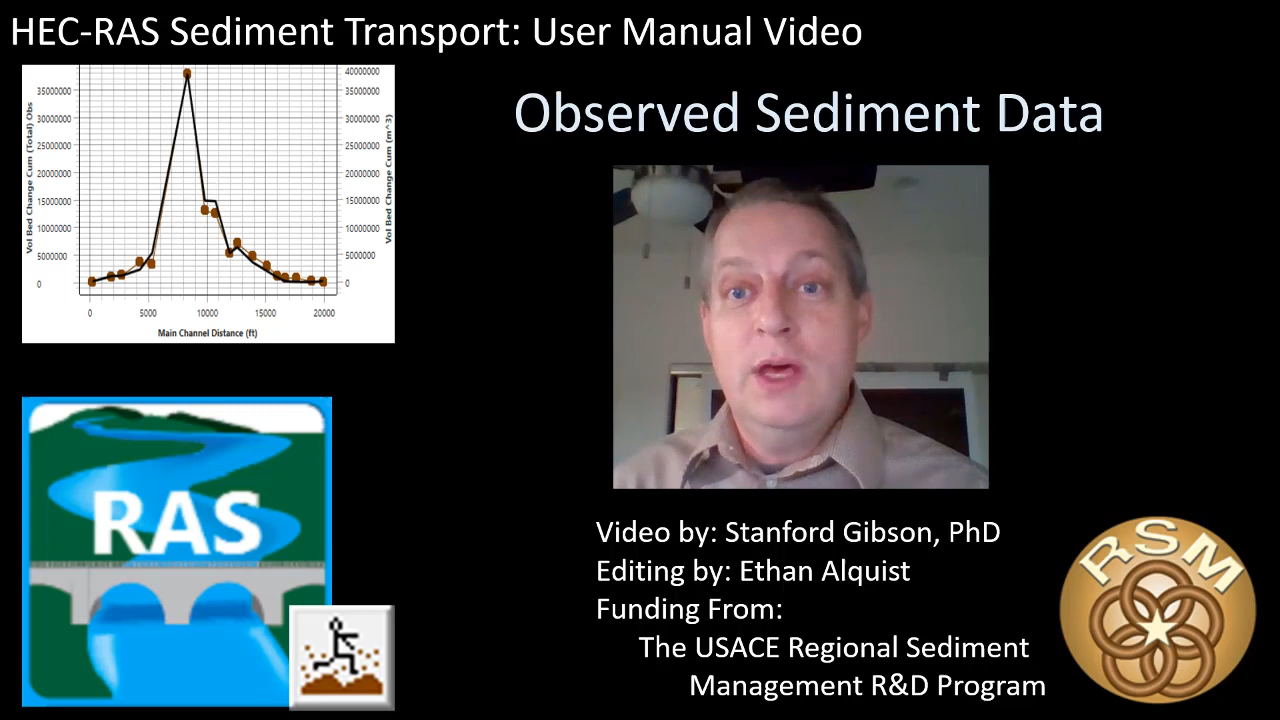 HEC-RAS Sediment Transport: User Manual Video
Observed Sediment Data
Vol Bed Change Cum (Total) Obs
35000000
30000000
25000000
20000000
15000000
10000000
5000000
0
40000000
35000000
30000000
25000000
20000000
15000000
10000000
5000000
0
Vol Bed Change Cum (m^3)
0 5000 10000 15000 20000
Main Channel Distance (ft)
RAS
Video by: Stanford Gibson, PhD
Editing by: Ethan Alquist
Funding From:
The USACE Regional Sediment
Management R&D Program
RSM